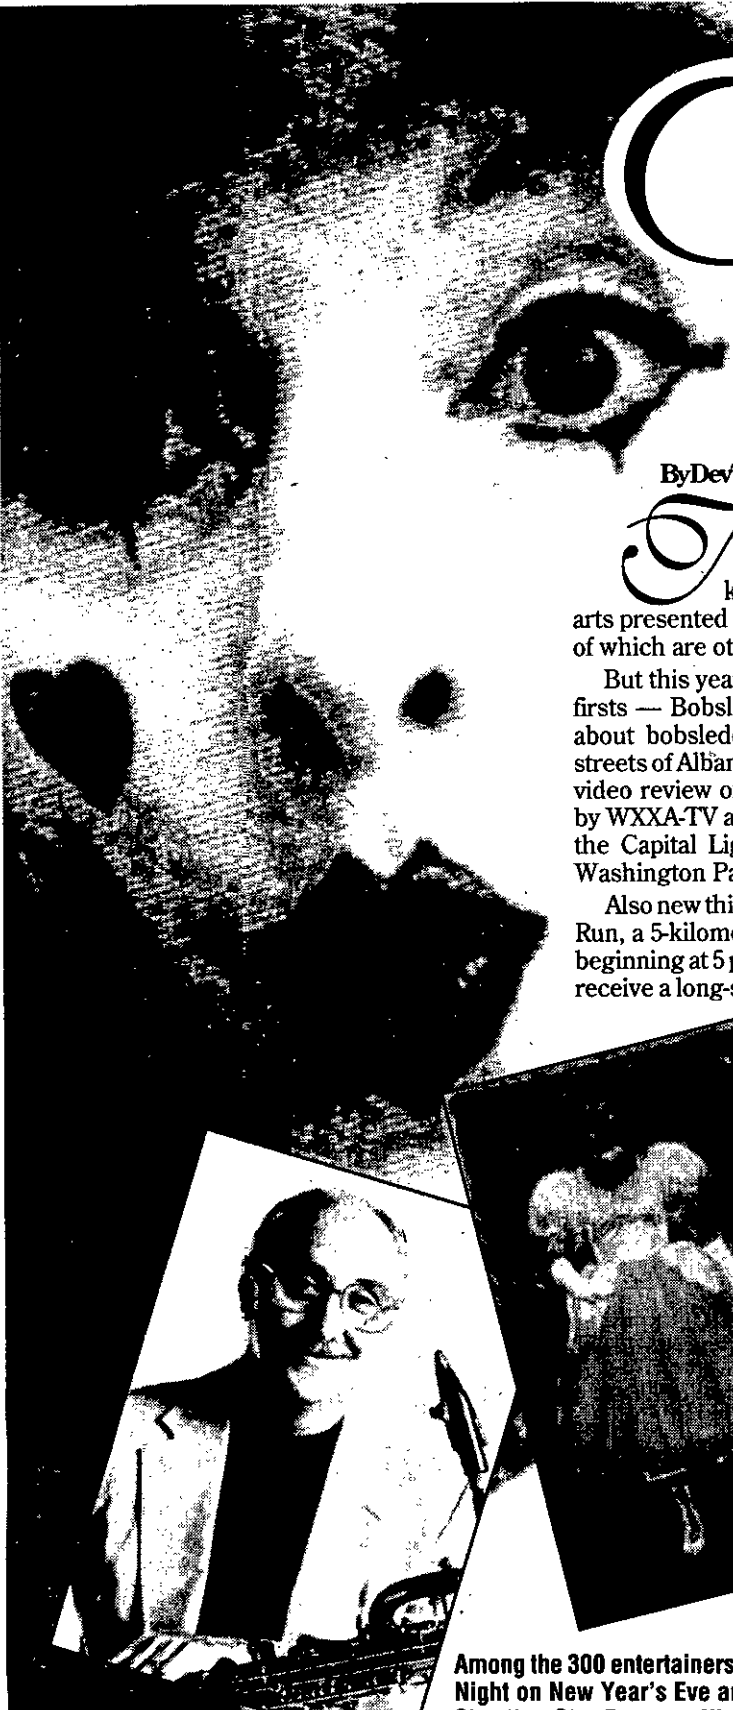 By Dev
T
arts presented
of which are ot
But this yea
firsts — Bobsl
about bobsled
streets of Alban
video review o
by WXXA-TV a
the Capital Lig
Washington Pa
Also new thi
Run, a 5-kilome
beginning at 5 p
receive a long-s
Among the 300 entertainers
Night on New Year's Eve a